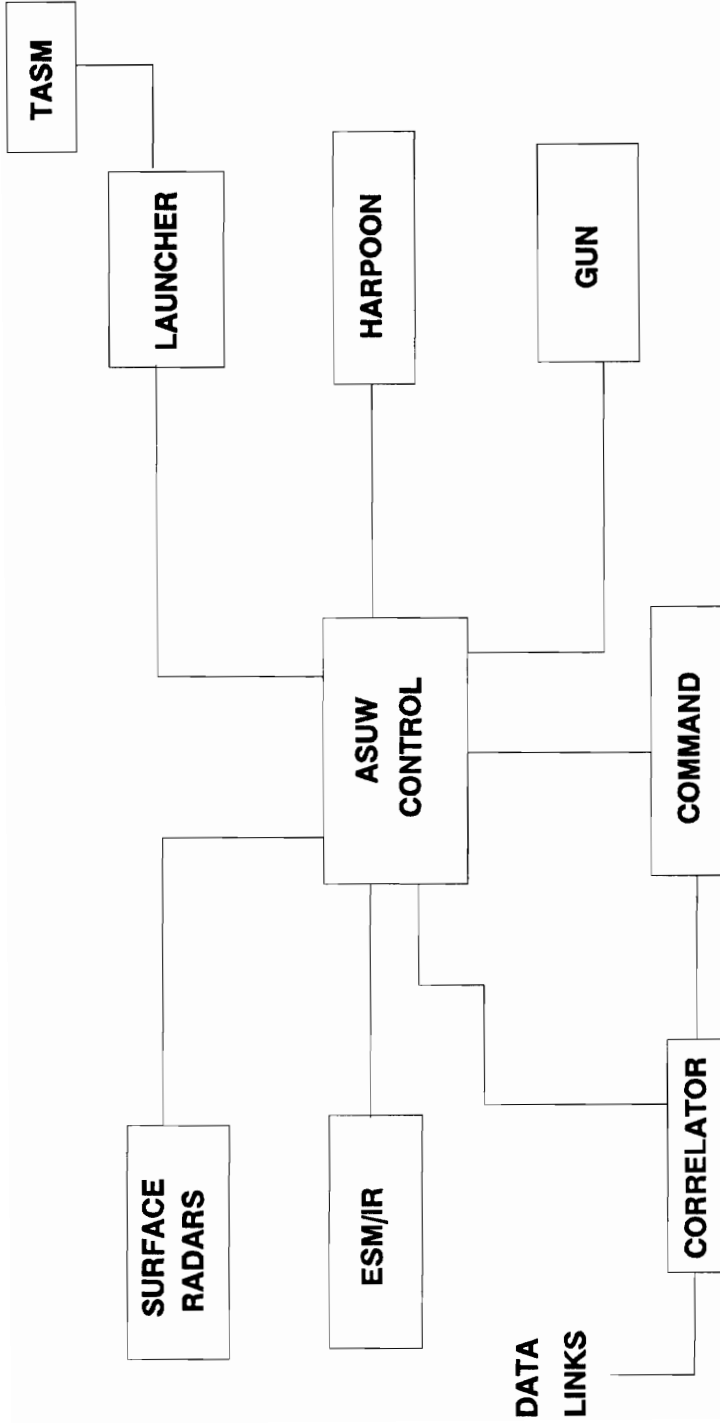 TASM
LAUNCHER
HARPOON
GUN
ASUW
CONTROL
COMMAND
SURFACE
RADARS
ESM/IR
CORRELATOR
DATA
LINKS